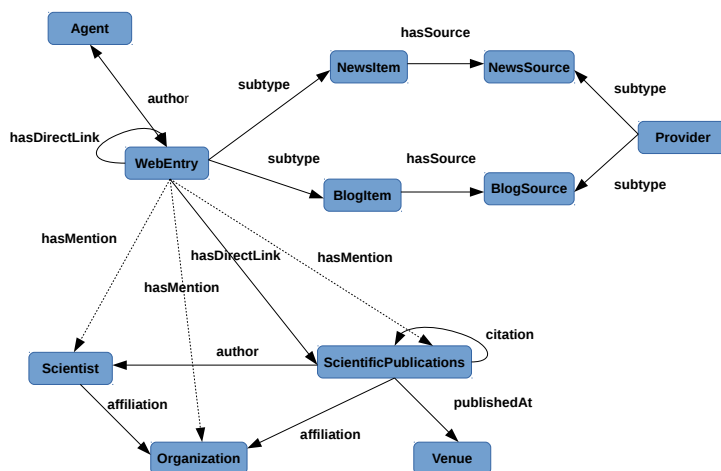 Agent
hasSource
NewsItem
NewsSource
subtype
subtype
author
hasDirectLink
Provider
WebEntry
subtype
hasSource
BlogItem
BlogSource
subtype
hasMention
hasDirectLink
hasMention
hasMention
citation
author
Scientist
ScientificPublications
affiliation
publishedAt
affiliation
Organization
Venue